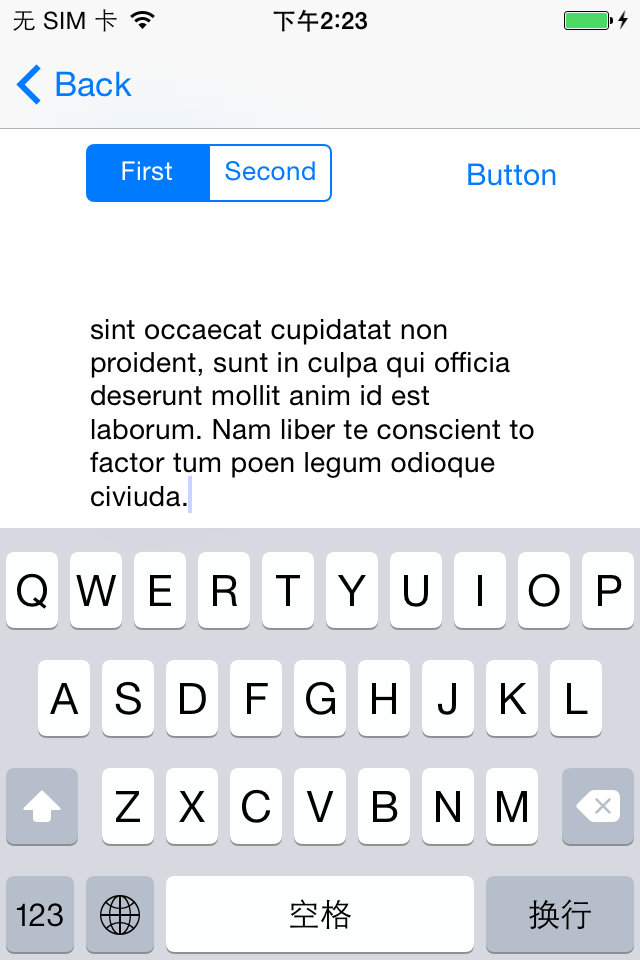 无 SIM 卡 下午2:23
Back
First Second Button
sint occaecat cupidatat non
proident, sunt in culpa qui officia
deserunt mollit anim id est
laborum. Nam liber te conscient to
factor tum poen legum odioque
civiuda.
Q W E R T Y U I O P
A S D F G H J K L
Z X C V B N M
123 空格 换行